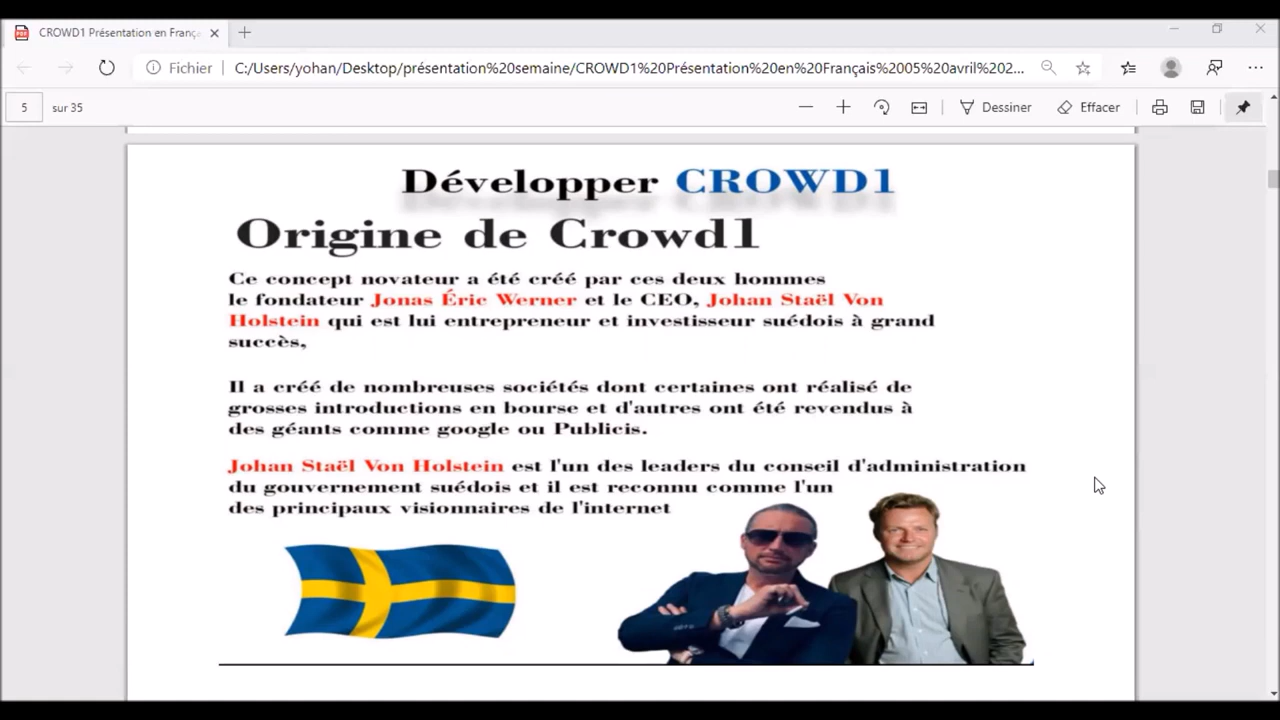 CROWD1 Présentation en França
Fichier
C:/Users/yohan/Desktop/présentation%20semaine/CROWD1%20Présentation%20en%20Français%2005%20avril%202...
5
sur 35
Dessiner
Effacer
Développer CROWD1
Origine de Crowd1
Ce concept novateur a été créé par ces deux hommes
le fondateur Jonas Éric Werner et le CEO, Johan Staël Von
Holstein qui est lui entrepreneur et investisseur suédois à grand
succès,
Il a créé de nombreuses sociétés dont certaines ont réalisé de
grosses introductions en bourse et d'autres ont été revendus à
des géants comme google ou Publicis.
Johan Staël Von Holstein est l'un des leaders du conseil d'administration
du gouvernement suédois et il est reconnu comme l'un
des principaux visionnaires de l'internet